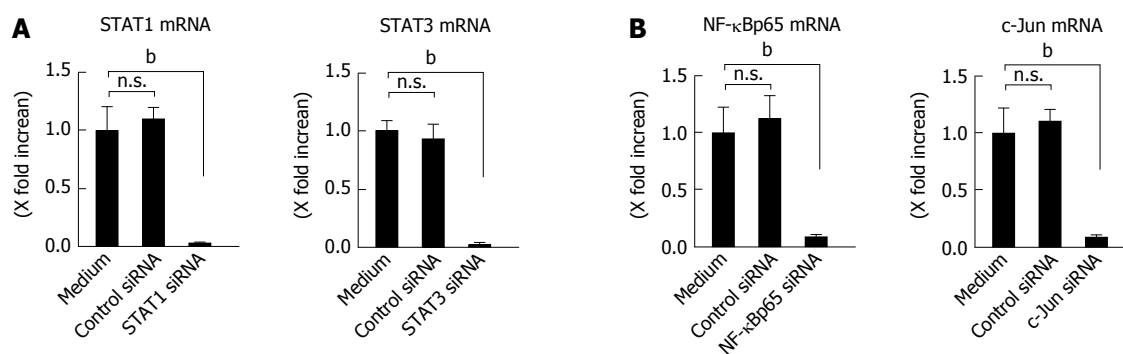 A
STAT1 mRNA
b
n.s.
1.5
1.0
0.5
0.0
(X fold increan)
Medium
Control siRNA
STAT1 siRNA
STAT3 mRNA
b
n.s.
1.5
1.0
0.5
0.0
(X fold increan)
Medium
Control siRNA
STAT3 siRNA
B
NF-κBp65 mRNA
b
n.s.
1.5
1.0
0.5
0.0
(X fold increan)
Medium
Control siRNA
NF-κBp65 siRNA
c-Jun mRNA
b
n.s.
1.5
1.0
0.5
0.0
(X fold increan)
Medium
Control siRNA
c-Jun siRNA